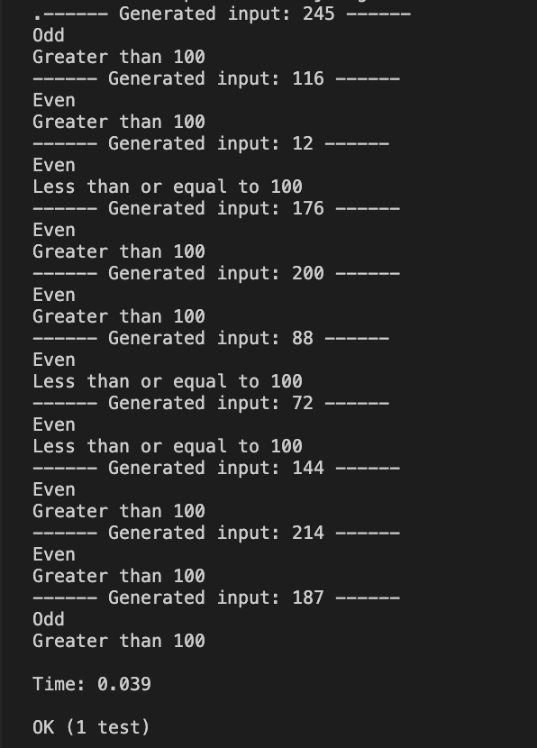 .------ Generated input: 245 ------
Odd
Greater than 100
------ Generated input: 116 ------
Even
Greater than 100
------ Generated input: 12 ------
Even
Less than or equal to 100
------ Generated input: 176 ------
Even
Greater than 100
------ Generated input: 200 ------
Even
Greater than 100
------ Generated input: 88 ------
Even
Less than or equal to 100
------ Generated input: 72 ------
Even
Less than or equal to 100
------ Generated input: 144 ------
Even
Greater than 100
------ Generated input: 214 ------
Even
Greater than 100
------ Generated input: 187 ------
Odd
Greater than 100
Time: 0.039
OK (1 test)